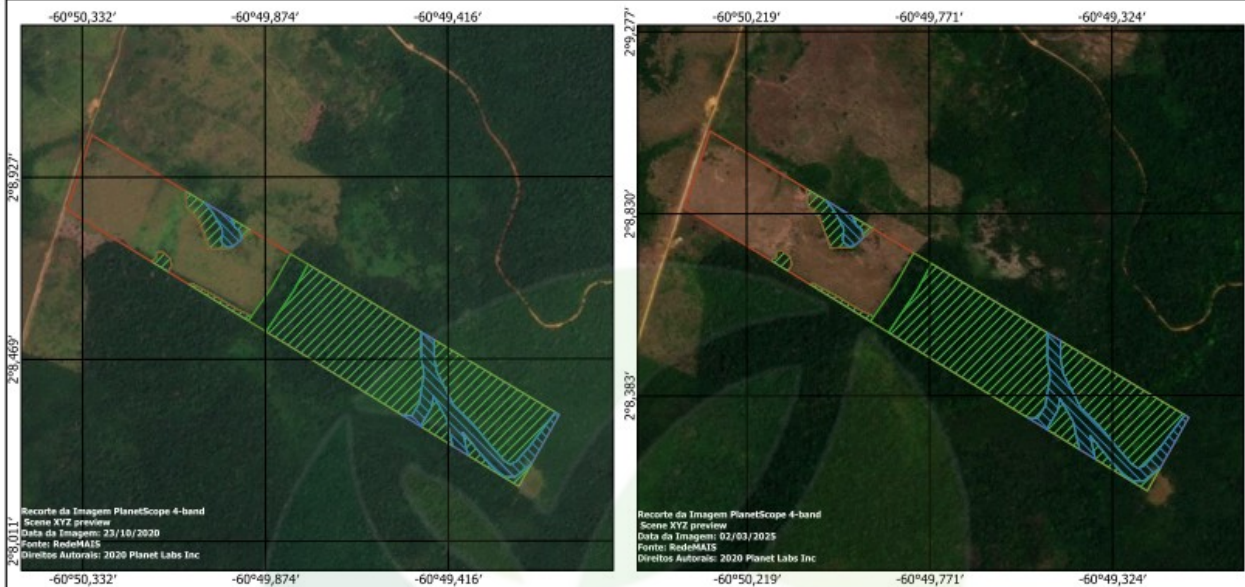 -60°50,332' -60°49,874' -60°49,416'
2°8,927'
2°8,469'
2°8,011'
Recorte da Imagem PlanetScope 4-band
Scene XYZ preview
Data da Imagem: 23/10/2020
Fonte: RedeMAIS
Direitos Autorais: 2020 Planet Labs Inc
-60°50,332' -60°49,874' -60°49,416'
-60°50,219' -60°49,771' -60°49,324'
2°9,277'
2°8,830'
2°8,383'
Recorte da Imagem PlanetScope 4-band
Scene XYZ preview
Data da Imagem: 02/03/2025
Fonte: RedeMAIS
Direitos Autorais: 2020 Planet Labs Inc
-60°50,219' -60°49,771' -60°49,324'